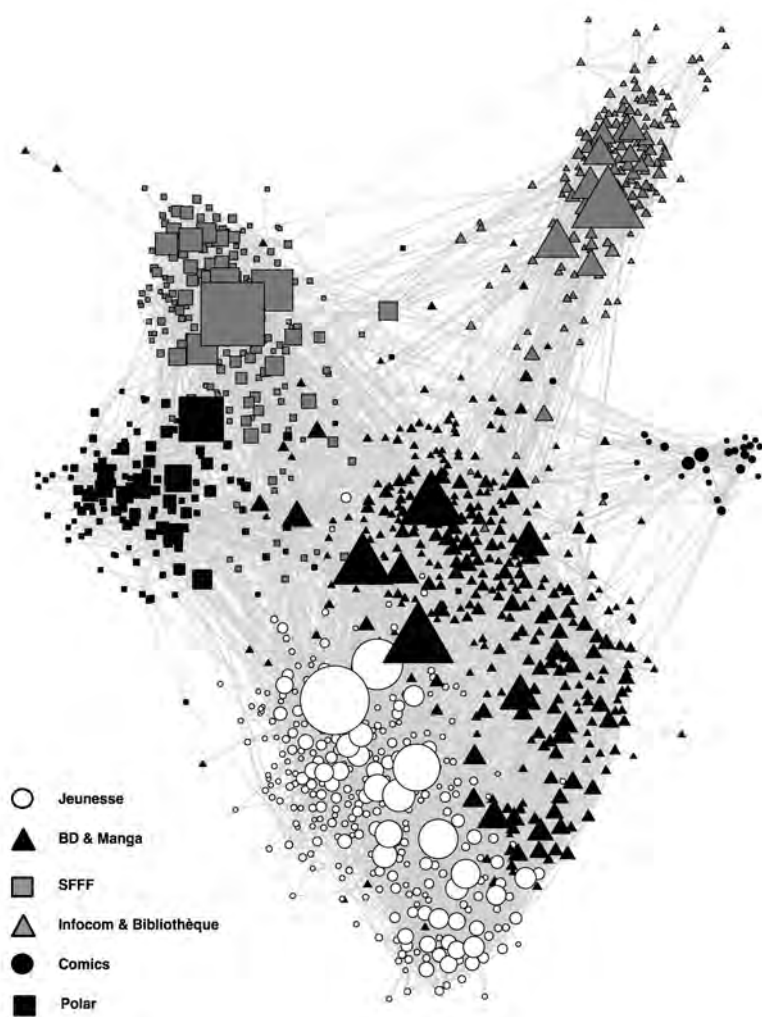 Jeunesse
BD & Manga
SFFF
Infocom & Bibliothèque
Comics
Polar